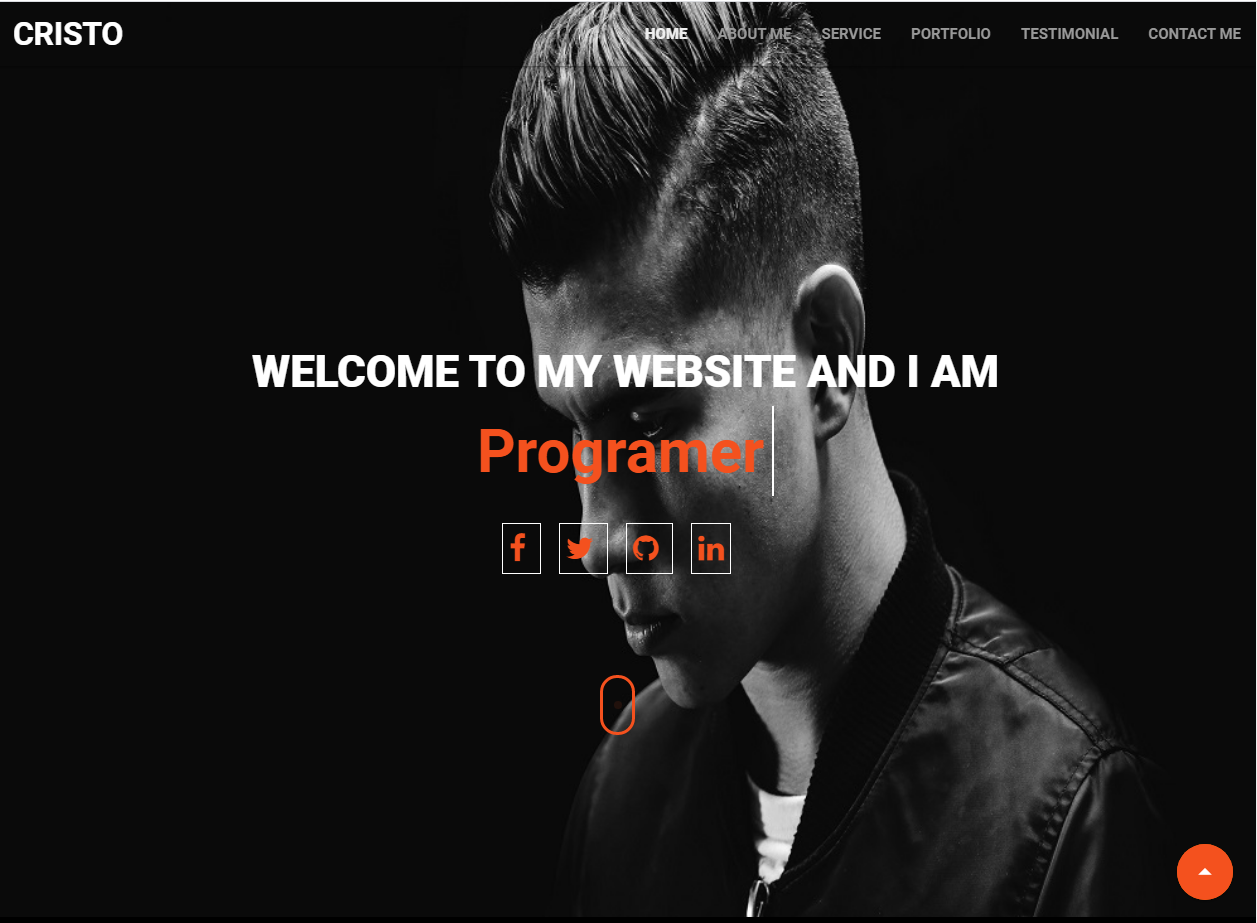 CRISTO
HOME ABOUT ME SERVICE PORTFOLIO TESTIMONIAL CONTACT ME
WELCOME TO MY WEBSITE AND I AM
Programer